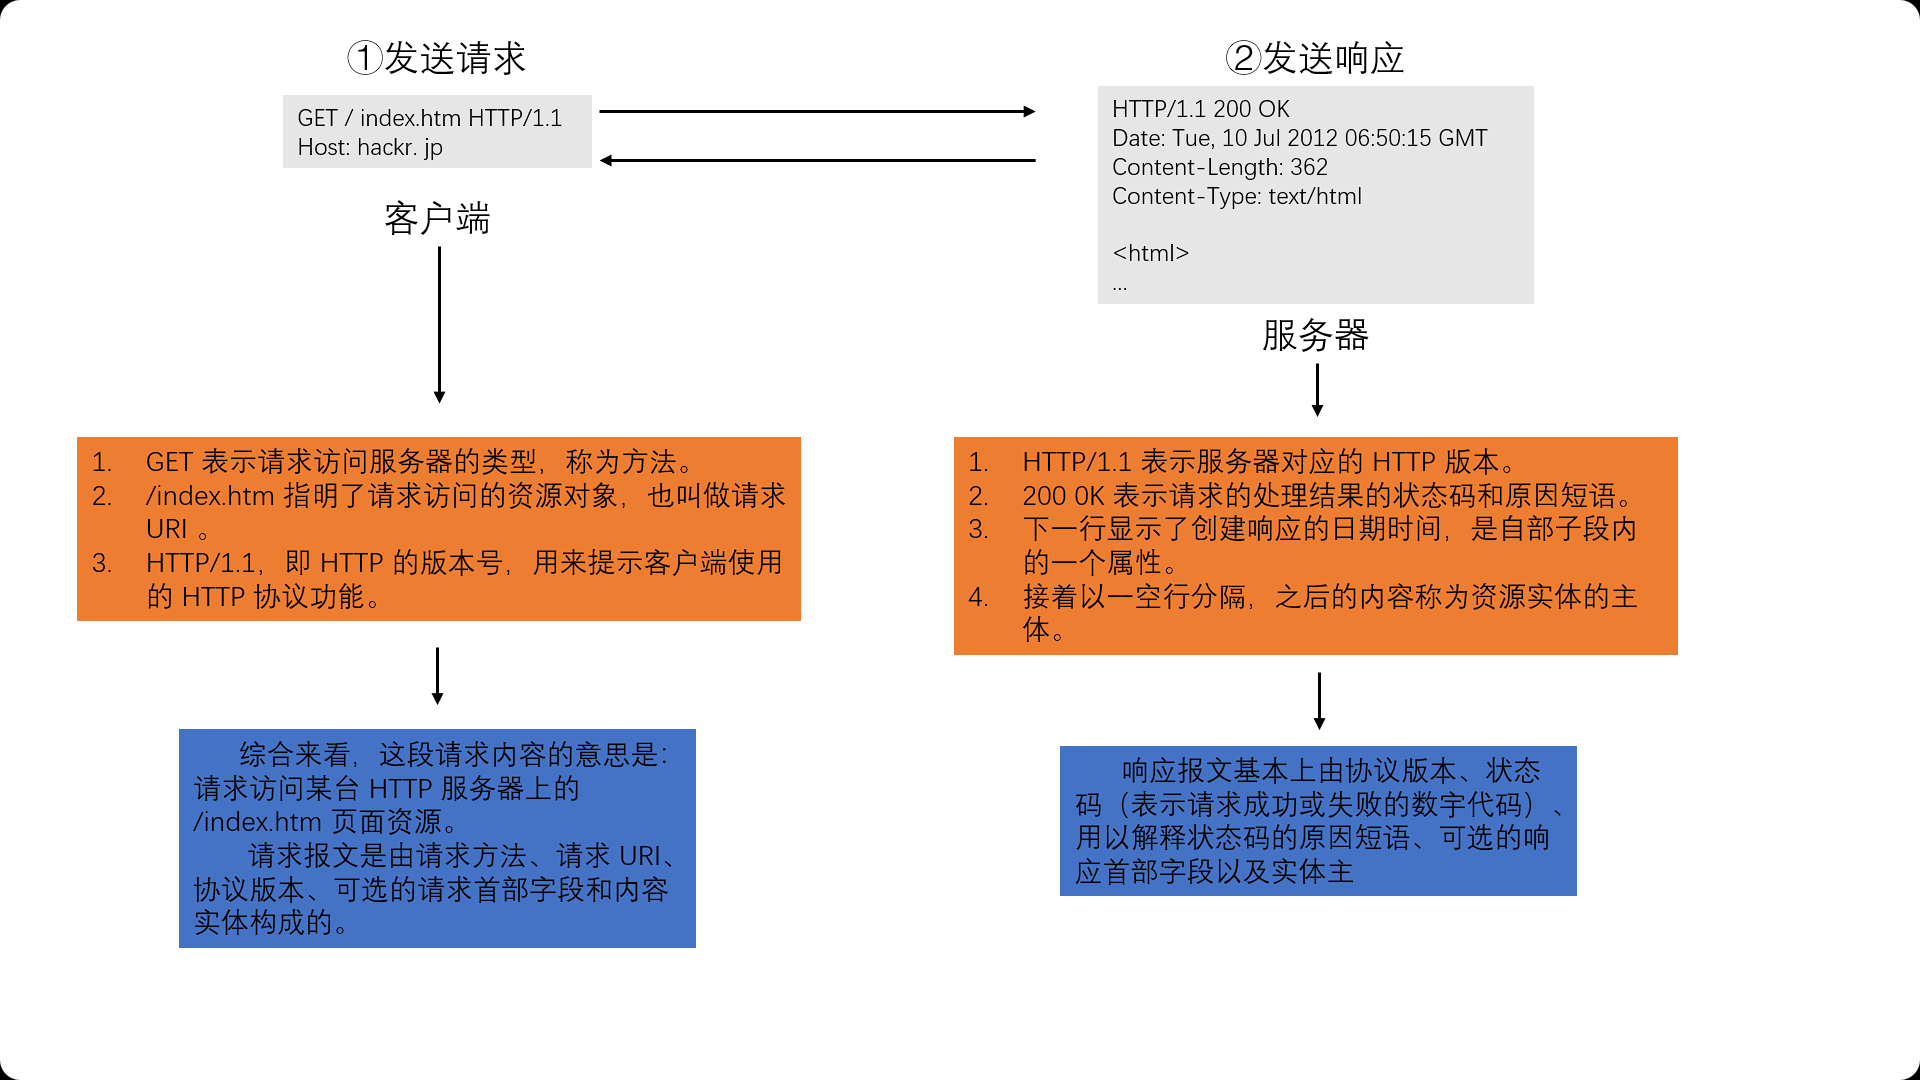 ①发送请求
GET / index.htm HTTP/1.1
Host: hackr. jp
客户端
1. GET 表示请求访问服务器的类型，称为方法。
2. /index.htm 指明了请求访问的资源对象，也叫做请求
URI 。
3. HTTP/1.1，即 HTTP 的版本号，用来提示客户端使用
的 HTTP 协议功能。
综合来看，这段请求内容的意思是：
请求访问某台 HTTP 服务器上的
/index.htm 页面资源。
请求报文是由请求方法、请求 URI、
协议版本、可选的请求首部字段和内容
实体构成的。
②发送响应
HTTP/1.1 200 OK
Date: Tue, 10 Jul 2012 06:50:15 GMT
Content-Length: 362
Content-Type: text/html
<html>
...
服务器
1. HTTP/1.1 表示服务器对应的 HTTP 版本。
2. 200 0K 表示请求的处理结果的状态码和原因短语。
3. 下一行显示了创建响应的日期时间，是自部子段内
的一个属性。
4. 接着以一空行分隔，之后的内容称为资源实体的主
体。
响应报文基本上由协议版本、状态
码（表示请求成功或失败的数宇代码）、
用以解释状态码的原因短语、可选的响
应首部字段以及实体主